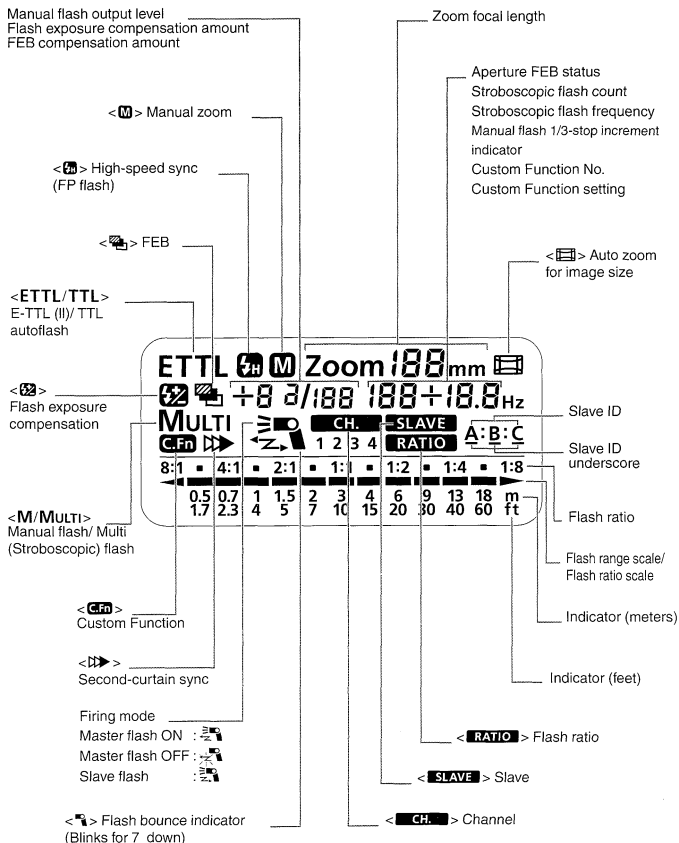 Manual flash output level
Flash exposure compensation amount
FEB compensation amount
Zoom focal length
Aperture FEB status
Stroboscopic flash count
Stroboscopic flash frequency
Manual flash 1/3-stop increment
indicator
Custom Function No.
Custom Function setting
<M> Manual zoom
<H> High-speed sync
(FP flash)
< > FEB
< > Auto zoom
for image size
<ETTL/TTL>
E-TTL (II)/ TTL
autoflash
ETTL H M Zoom 188 mm
+8 2/188 188+18.8 Hz
< >
Flash exposure
compensation
MULTI CH. SLAVE
C.Fn 1 2 3 4 RATIO A:B:C
Slave ID
Slave ID
underscore
8:1 ▪ 4:1 ▪ 2:1 ▪ 1:1 ▪ 1:2 ▪ 1:4 ▪ 1:8
0.5 0.7 1 1.5 2 3 4 6 9 13 18 m
1.7 2.3 4 5 7 10 15 20 30 40 60 ft
<M/MULTI>
Manual flash/ Multi
(Stroboscopic) flash
Flash ratio
Flash range scale/
Flash ratio scale
<C.Fn>
Custom Function
Indicator (meters)
< >
Second-curtain sync
Indicator (feet)
Firing mode
Master flash ON :
Master flash OFF :
Slave flash :
<RATIO> Flash ratio
<SLAVE> Slave
< > Flash bounce indicator
(Blinks for 7 down)
<CH.> Channel